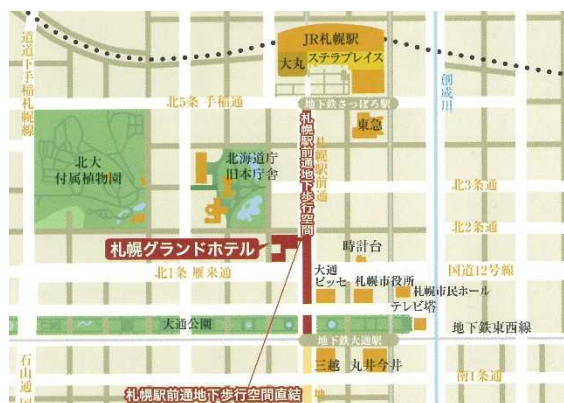 JR札幌駅
大丸
ステラプレイス
道道下手稲札幌線
創成川
北5条 手稲通
地下鉄さっぽろ駅
東急
札幌駅前通地下歩行空間
札幌駅前通
北大
付属植物園
北海道庁
旧本庁舎
北3条通
北2条通
札幌グランドホテル
時計台
北1条 雁来通
国道12号線
大通
ビッセ
札幌市役所
札幌市民ホール
テレビ塔
大通公園
地下鉄東西線
地下鉄大通駅
石山通
三越
丸井今井
南1条通
札幌駅前通地下歩行空間直結
地